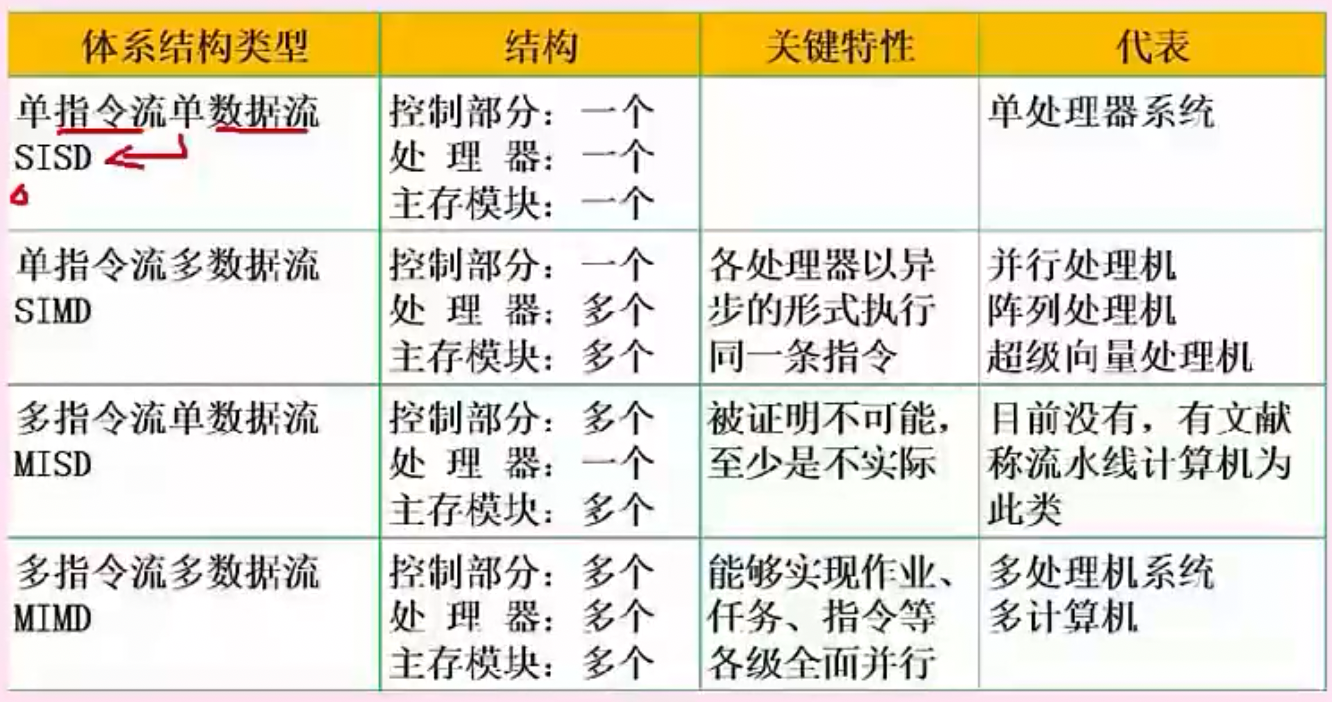 体系结构类型 结构 关键特性 代表
单指令流单数据流
SISD
控制部分：一个
处 理 器：一个
主存模块：一个
单处理器系统
单指令流多数据流
SIMD
控制部分：一个
处 理 器：多个
主存模块：多个
各处理器以异
步的形式执行
同一条指令
并行处理机
阵列处理机
超级向量处理机
多指令流单数据流
MISD
控制部分：多个
处 理 器：一个
主存模块：多个
被证明不可能，
至少是不实际
目前没有，有文献
称流水线计算机为
此类
多指令流多数据流
MIMD
控制部分：多个
处 理 器：多个
主存模块：多个
能够实现作业、
任务、指令等
各级全面并行
多处理机系统
多计算机